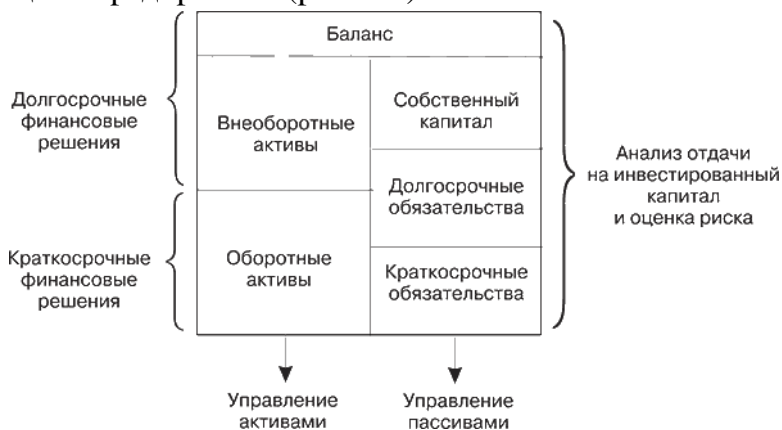 Баланс
Долгосрочные
финансовые
решения
Внеоборотные
активы
Собственный
капитал
Долгосрочные
обязательства
Анализ отдачи
на инвестированный
капитал
и оценка риска
Краткосрочные
финансовые
решения
Оборотные
активы
Краткосрочные
обязательства
Управление
активами
Управление
пассивами